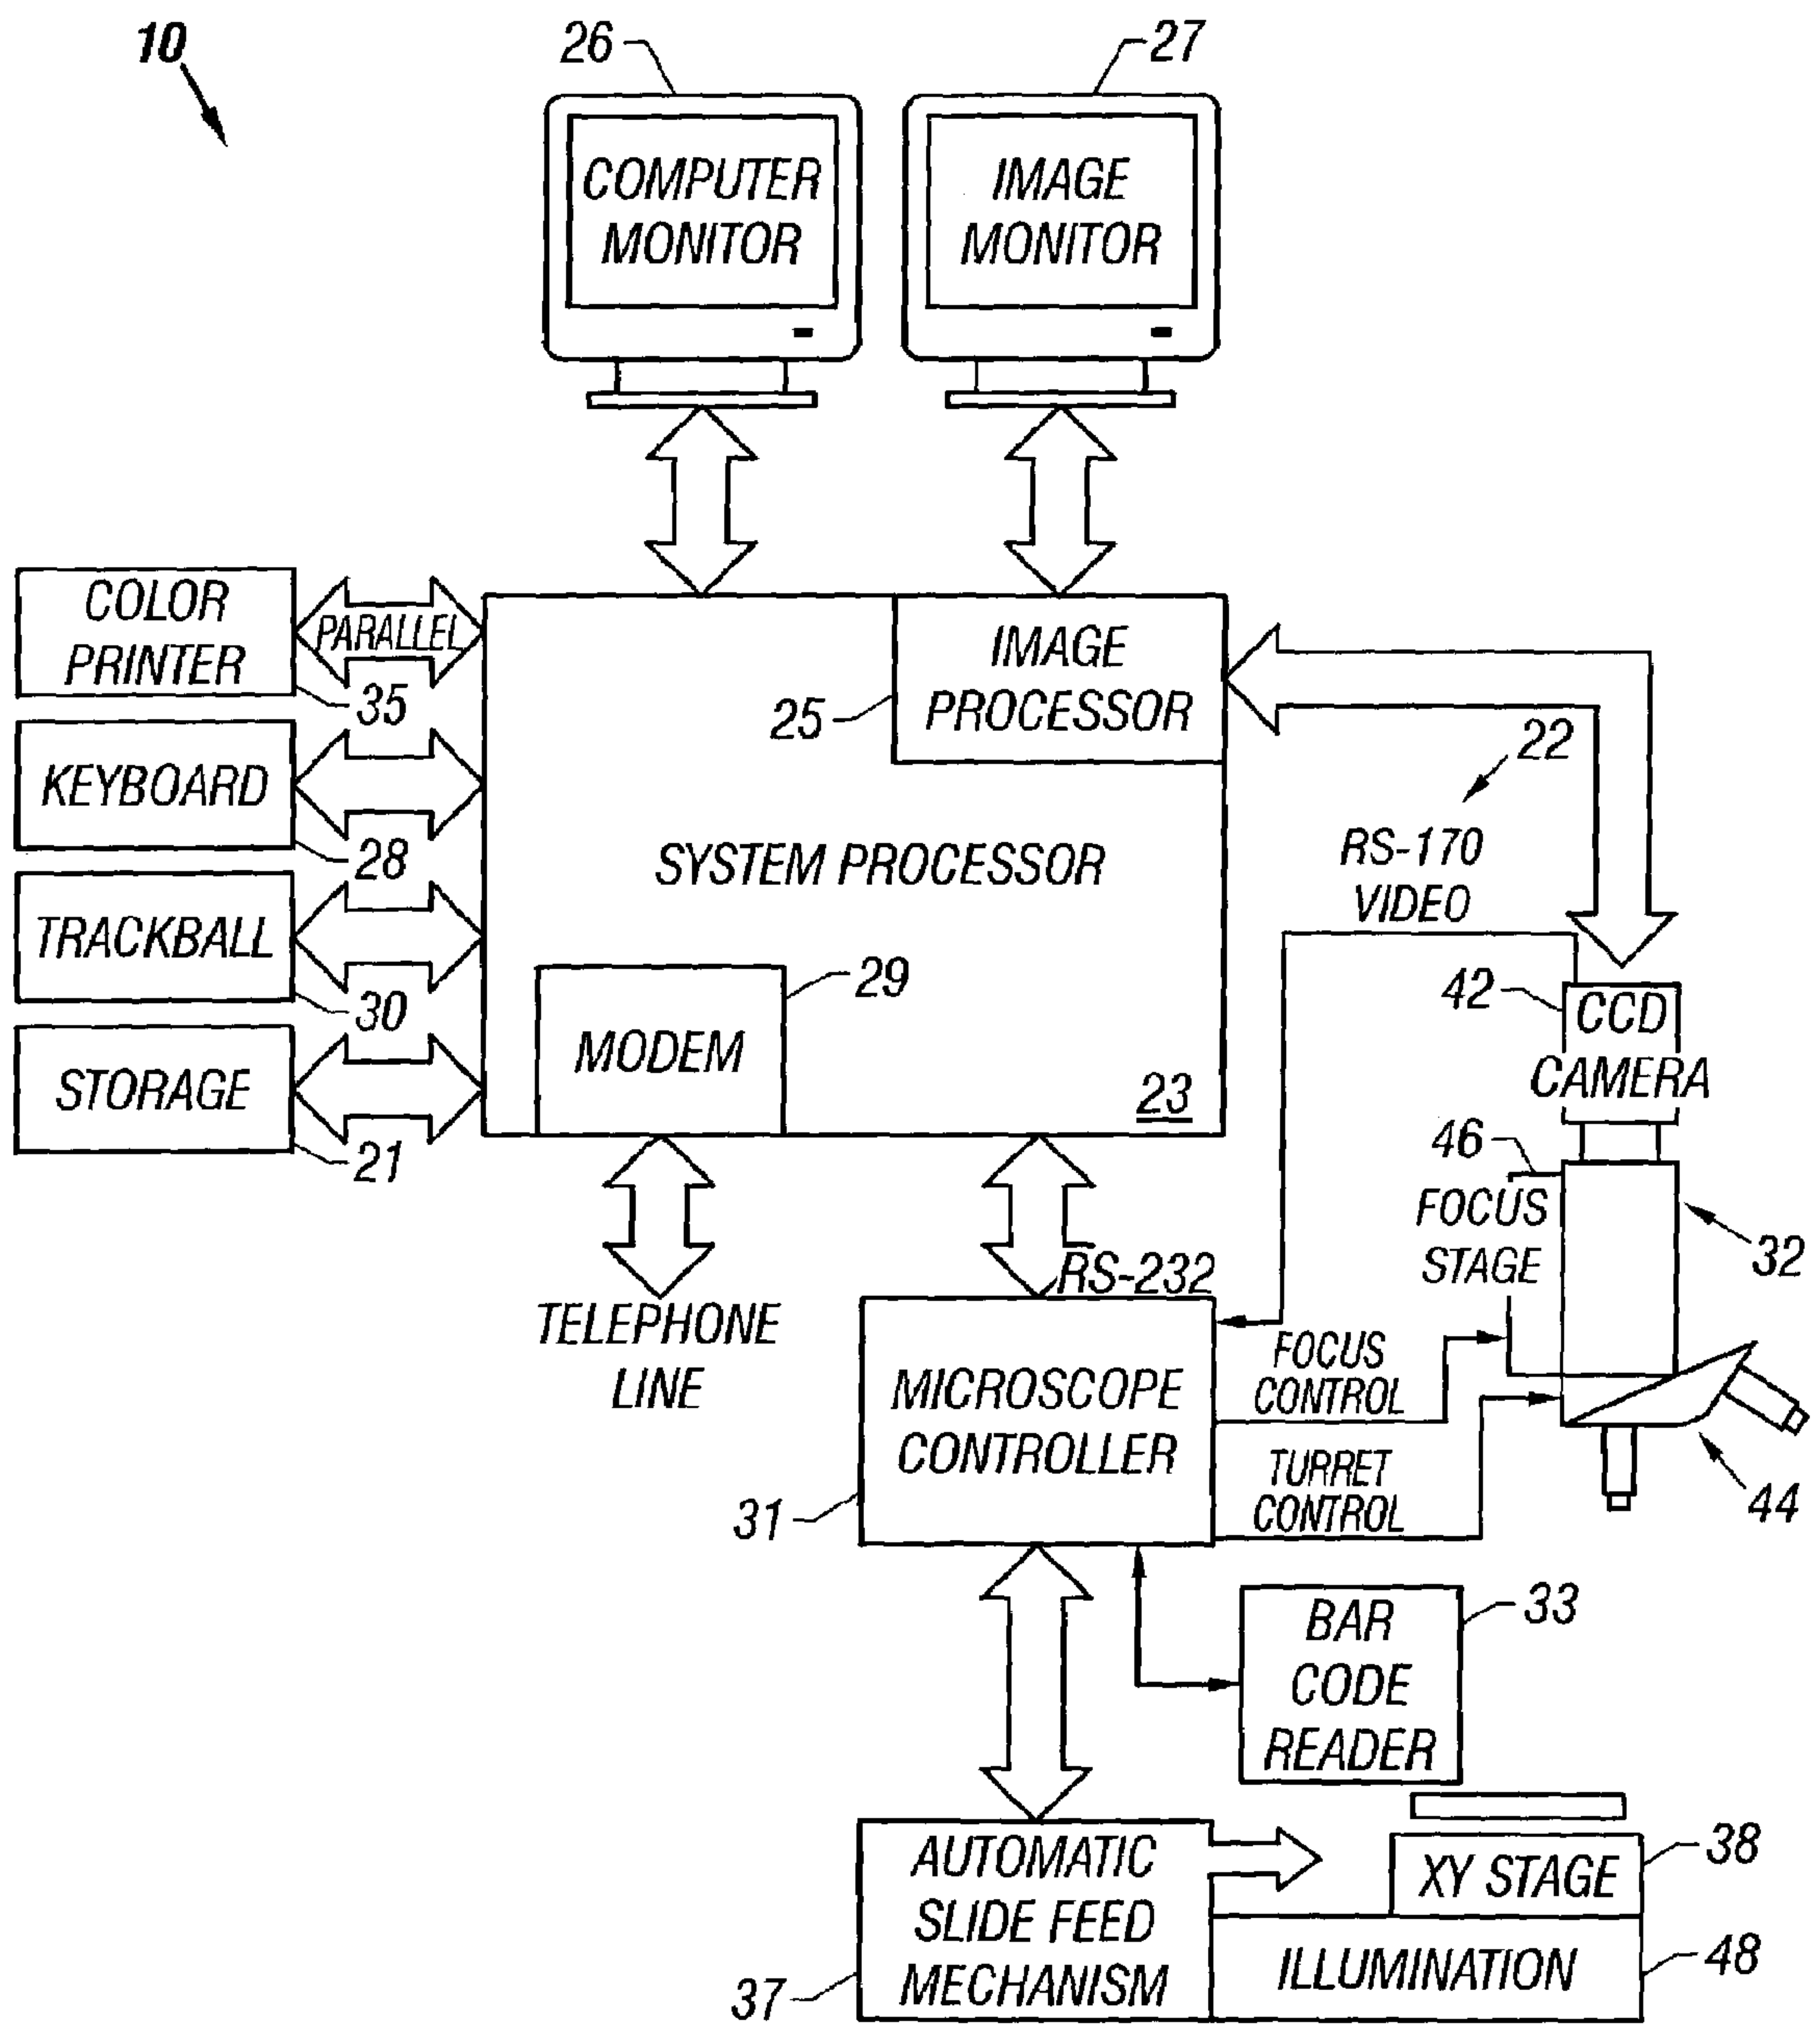 10
26
27
COMPUTER
MONITOR
IMAGE
MONITOR
COLOR
PRINTER
PARALLEL
35
KEYBOARD
28
TRACKBALL
30
STORAGE
21
IMAGE
PROCESSOR
25
SYSTEM PROCESSOR
MODEM
29
23
22
RS-170
VIDEO
42
CCD
CAMERA
46
FOCUS
STAGE
32
TELEPHONE
LINE
RS-232
MICROSCOPE
CONTROLLER
31
FOCUS
CONTROL
TURRET
CONTROL
44
BAR
CODE
READER
33
AUTOMATIC
SLIDE FEED
MECHANISM
37
XY STAGE
38
ILLUMINATION
48